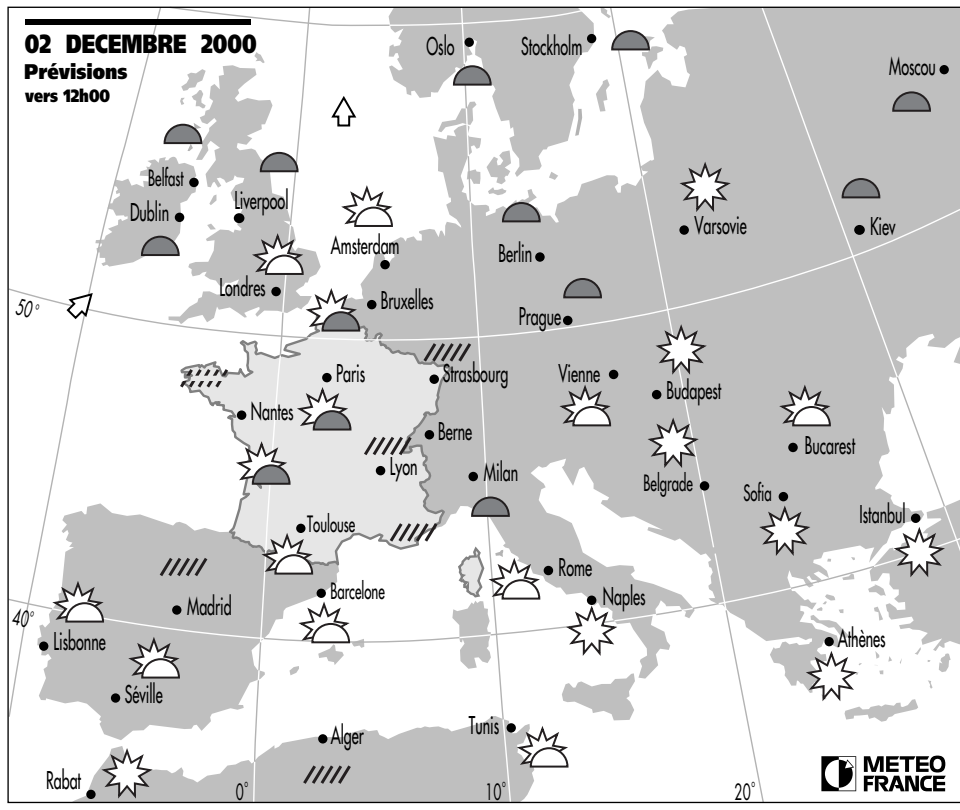 02 DECEMBRE 2000
Prévisions
vers 12h00
Oslo
Stockholm
Moscou
Belfast
Dublin
Liverpool
Varsovie
Kiev
Amsterdam
Berlin
Londres
Bruxelles
50°
Prague
Paris
Strasbourg
Vienne
Budapest
Nantes
Berne
Bucarest
Lyon
Milan
Belgrade
Sofia
Istanbul
Toulouse
Rome
Barcelone
Naples
Madrid
40°
Lisbonne
Athènes
Séville
Alger
Tunis
Rabat
0°
10°
20°
METEO
FRANCE